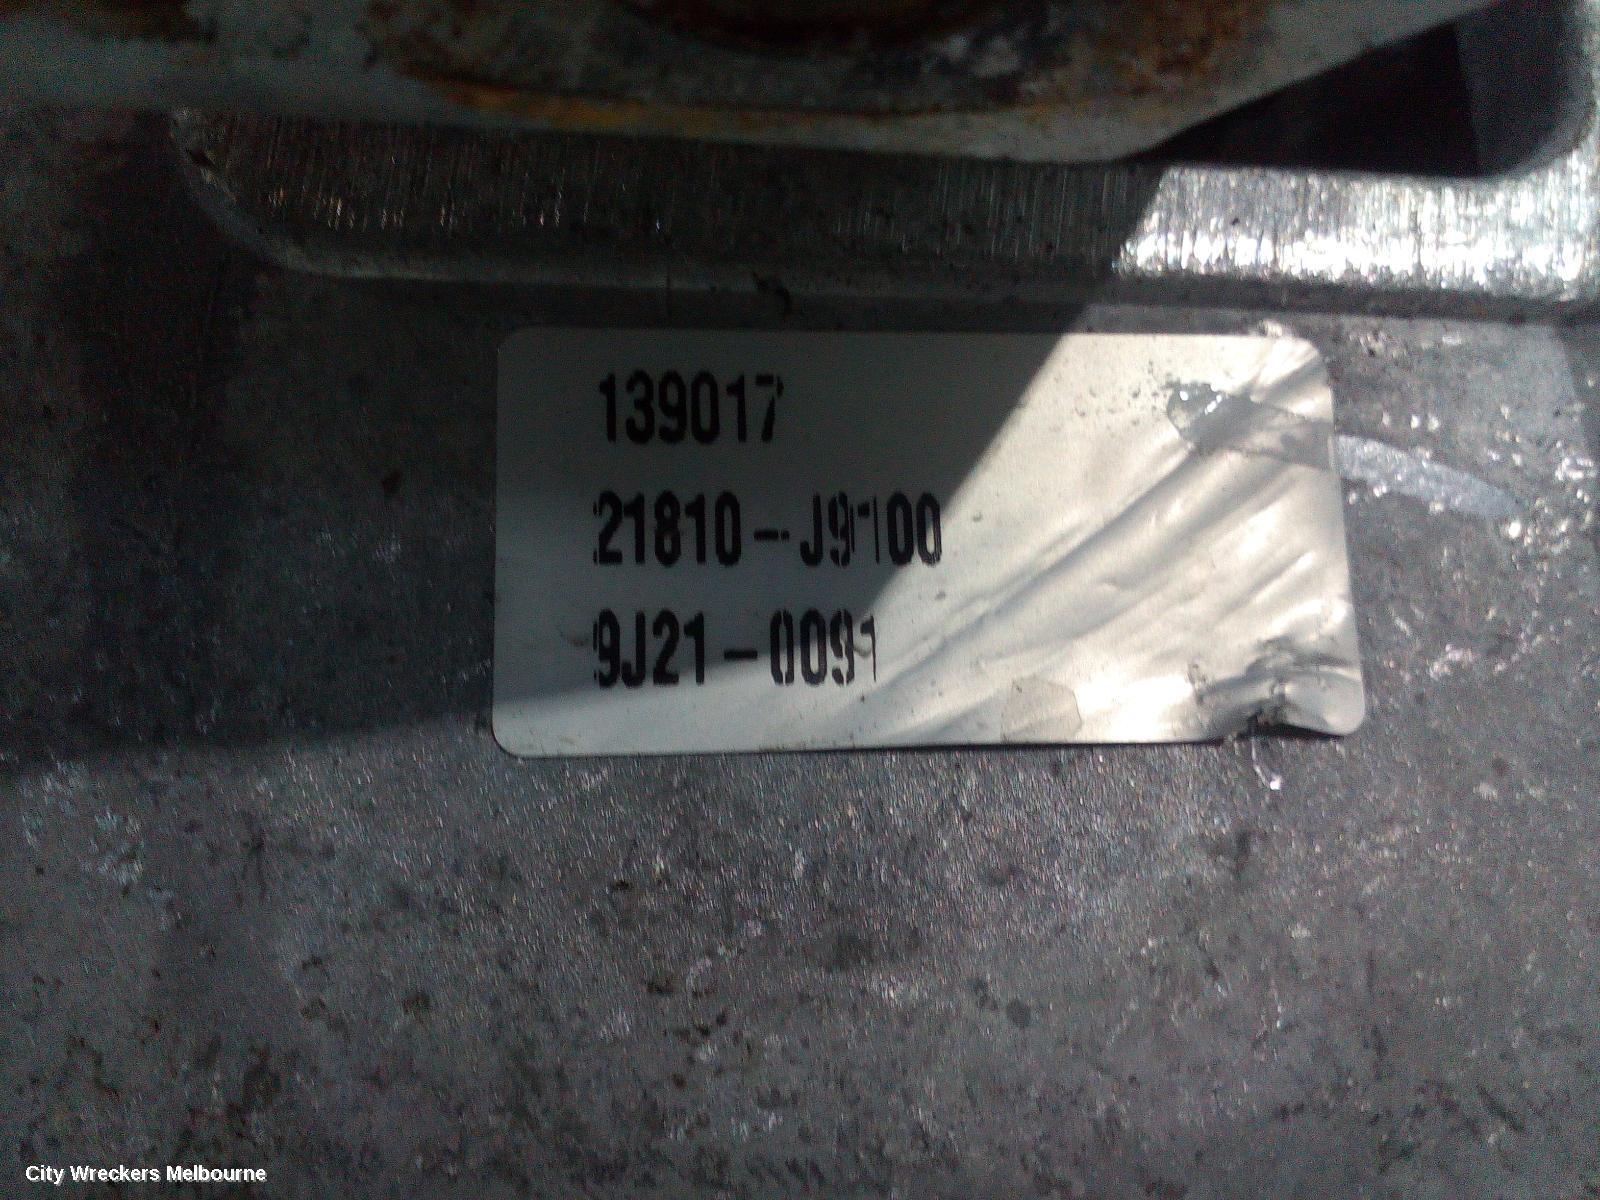 139017
21810-J9100
9J21-0091
City Wreckers Melbourne